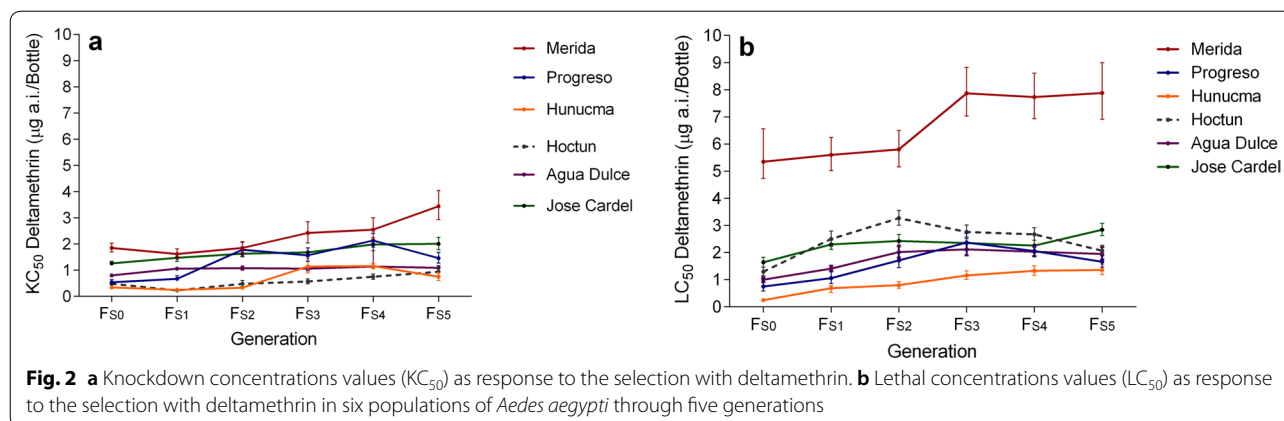 a
KC50 Deltamethrin (µg a.i./Bottle)
10
9
8
7
6
5
4
3
2
1
0
FS0 FS1 FS2 FS3 FS4 FS5
Generation
Merida
Progreso
Hunucma
Hoctun
Agua Dulce
Jose Cardel
b
LC50 Deltamethrin (µg a.i./Bottle)
10
9
8
7
6
5
4
3
2
1
0
FS0 FS1 FS2 FS3 FS4 FS5
Generation
Merida
Progreso
Hunucma
Hoctun
Agua Dulce
Jose Cardel
Fig. 2 a Knockdown concentrations values (KC50) as response to the selection with deltamethrin. b Lethal concentrations values (LC50) as response
to the selection with deltamethrin in six populations of Aedes aegypti through five generations